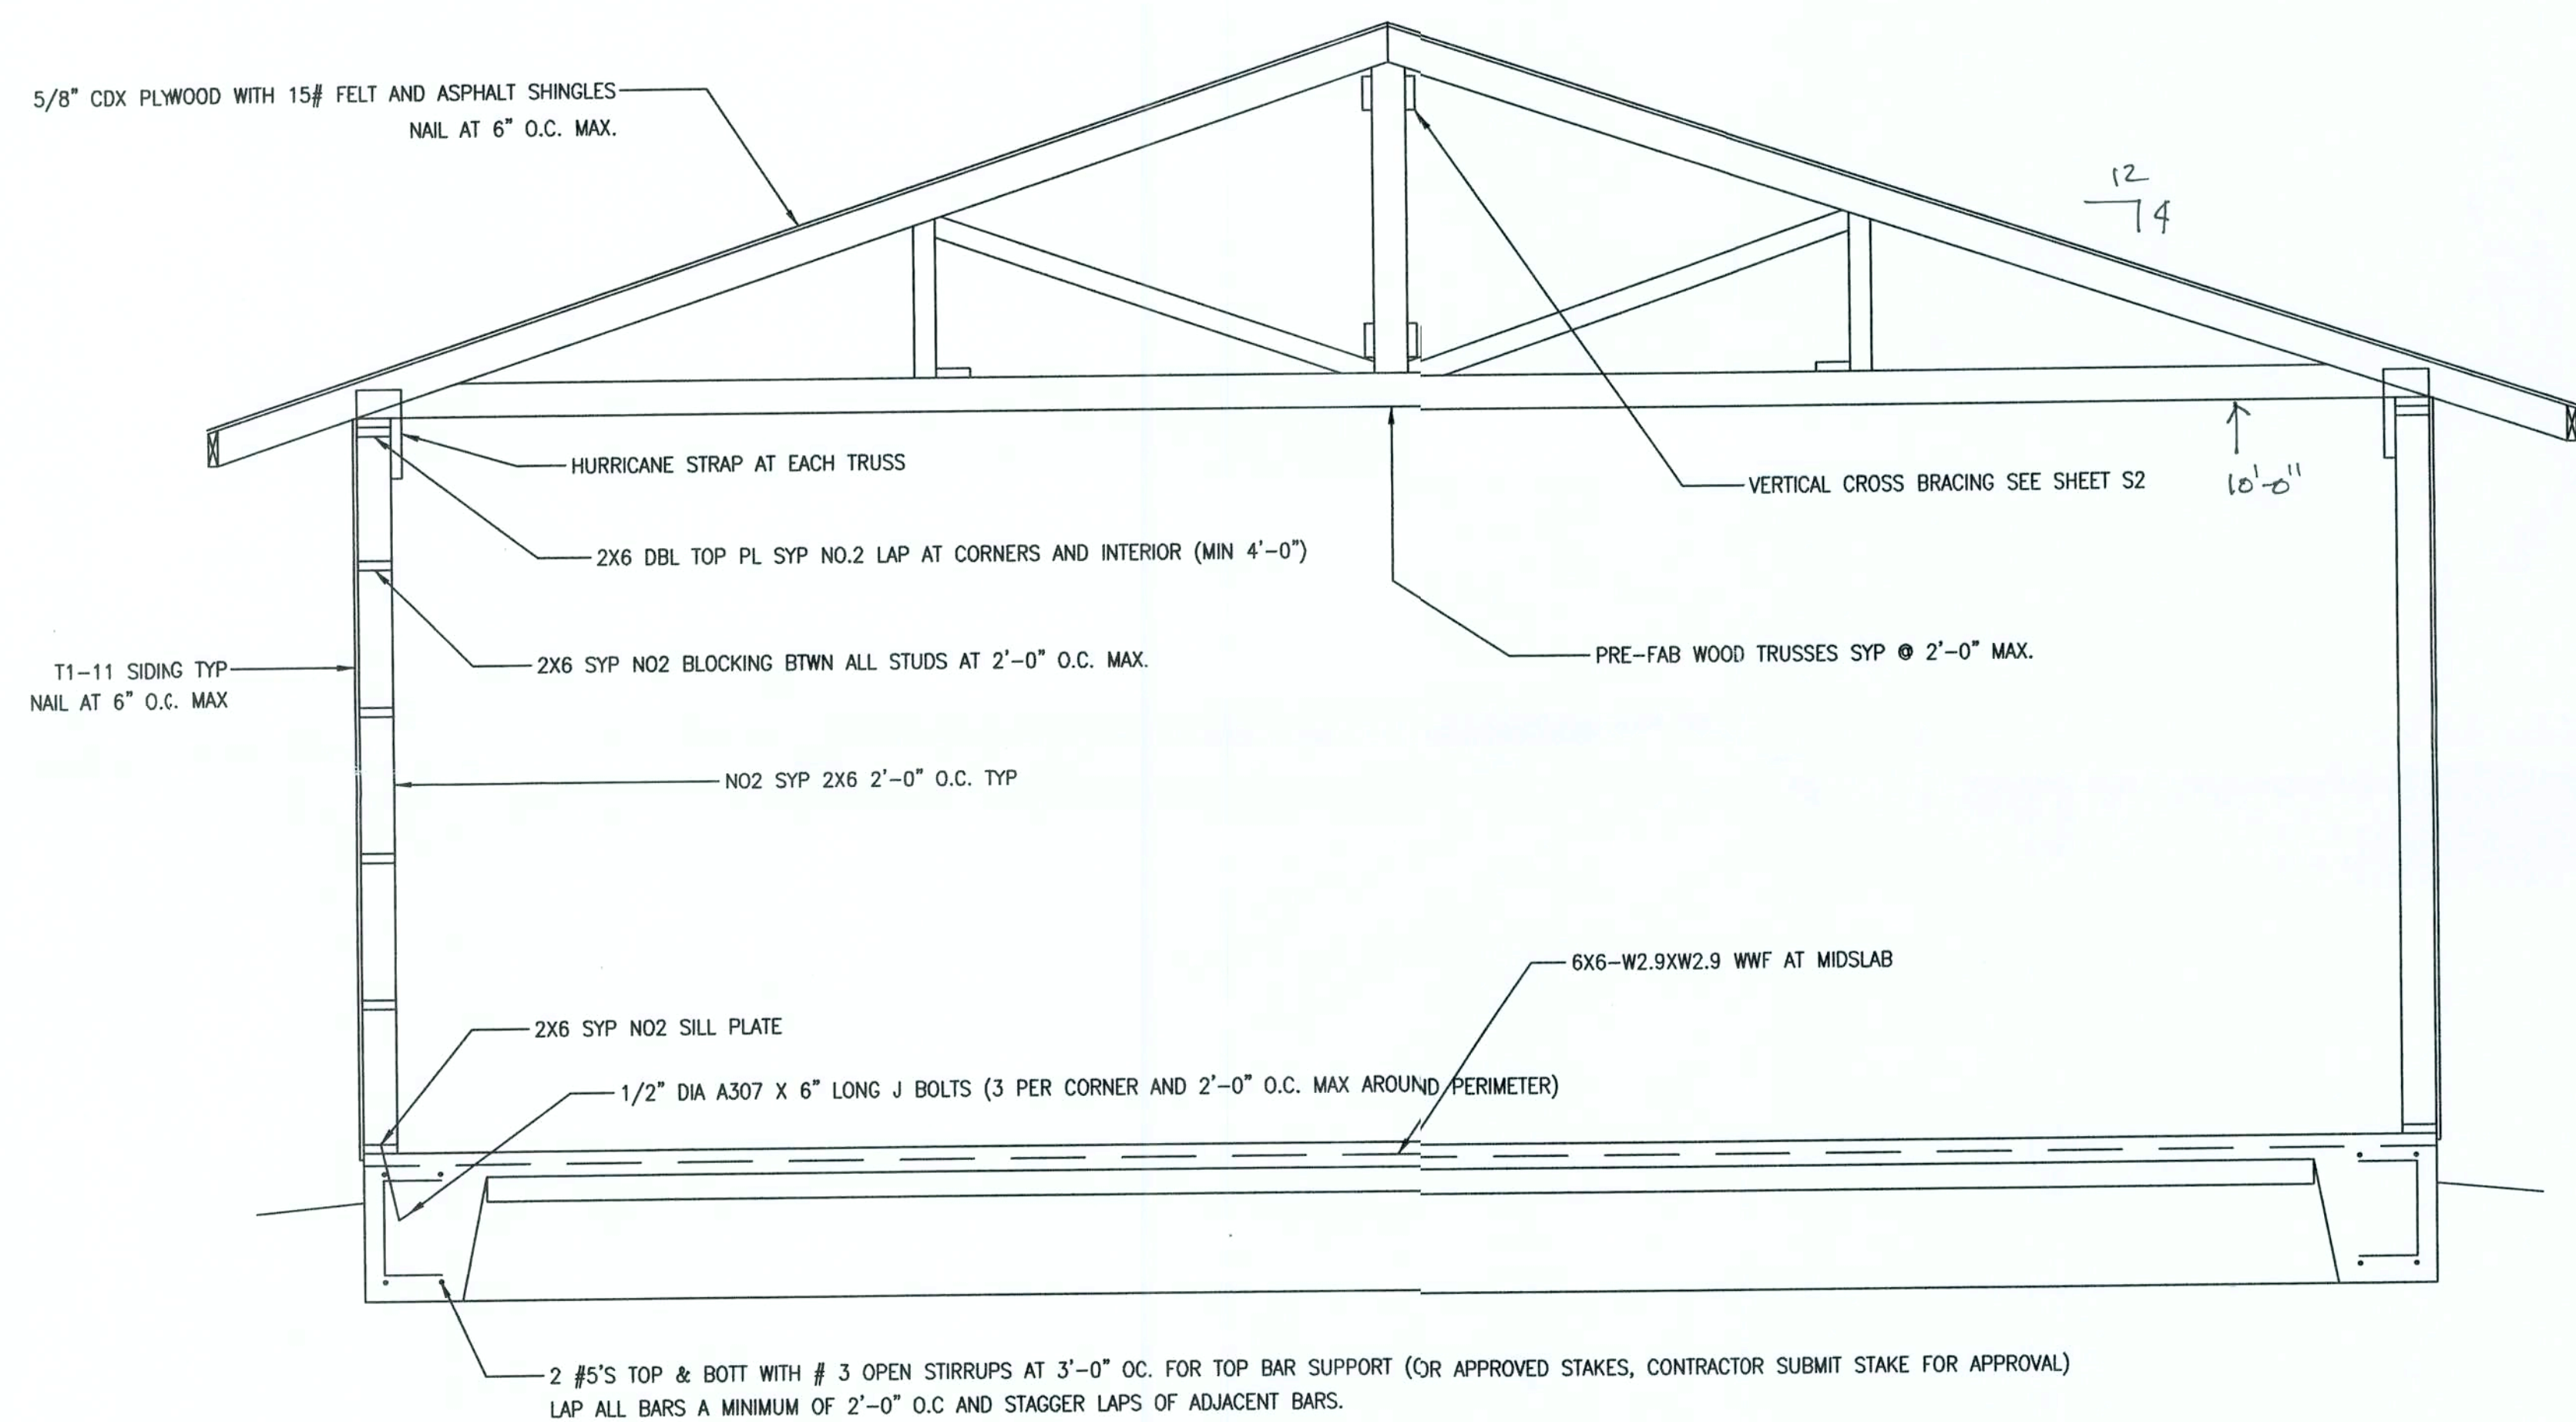 5/8" CDX PLYWOOD WITH 15# FELT AND ASPHALT SHINGLES
NAIL AT 6" O.C. MAX.
12
4
HURRICANE STRAP AT EACH TRUSS
VERTICAL CROSS BRACING SEE SHEET S2
10'-0"
2X6 DBL TOP PL SYP NO.2 LAP AT CORNERS AND INTERIOR (MIN 4'-0")
2X6 SYP NO2 BLOCKING BTWN ALL STUDS AT 2'-0" O.C. MAX.
PRE-FAB WOOD TRUSSES SYP @ 2'-0" MAX.
T1-11 SIDING TYP
NAIL AT 6" O.C. MAX
NO2 SYP 2X6 2'-0" O.C. TYP
6X6-W2.9XW2.9 WWF AT MIDSLAB
2X6 SYP NO2 SILL PLATE
1/2" DIA A307 X 6" LONG J BOLTS (3 PER CORNER AND 2'-0" O.C. MAX AROUND PERIMETER)
2 #5'S TOP & BOTT WITH # 3 OPEN STIRRUPS AT 3'-0" OC. FOR TOP BAR SUPPORT (OR APPROVED STAKES, CONTRACTOR SUBMIT STAKE FOR APPROVAL)
LAP ALL BARS A MINIMUM OF 2'-0" O.C AND STAGGER LAPS OF ADJACENT BARS.